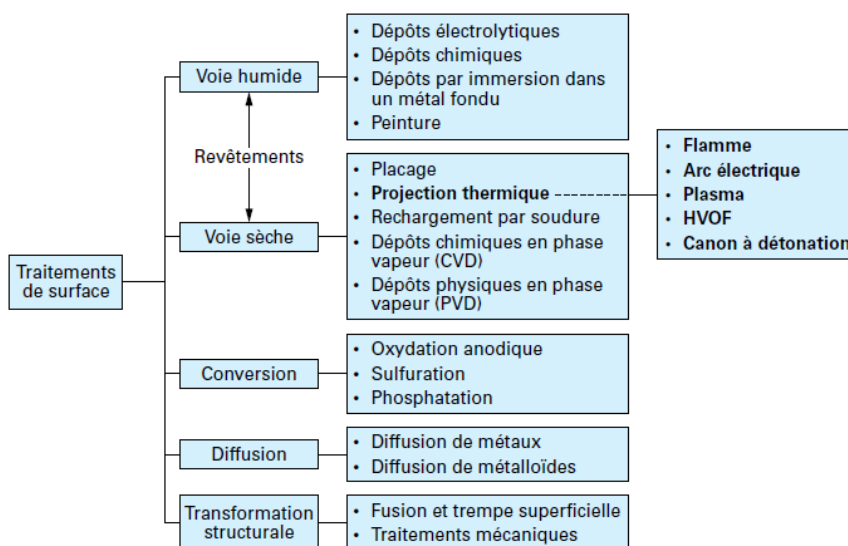 Traitements
de surface
Voie humide
Revêtements
Voie sèche
Conversion
Diffusion
Transformation
structurale
• Dépôts électrolytiques
• Dépôts chimiques
• Dépôts par immersion dans
un métal fondu
• Peinture
• Placage
• Projection thermique
• Rechargement par soudure
• Dépôts chimiques en phase
vapeur (CVD)
• Dépôts physiques en phase
vapeur (PVD)
• Flamme
• Arc électrique
• Plasma
• HVOF
• Canon à détonation
• Oxydation anodique
• Sulfuration
• Phosphatation
• Diffusion de métaux
• Diffusion de métalloïdes
• Fusion et trempe superficielle
• Traitements mécaniques